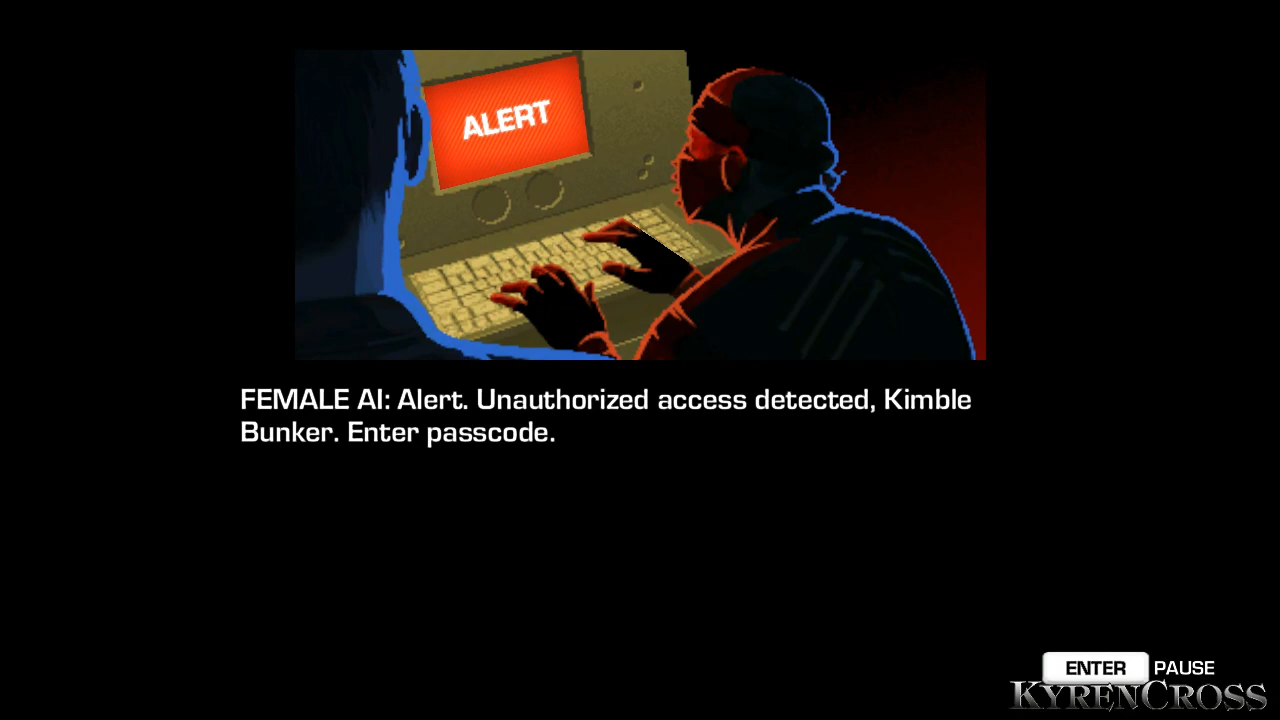 ALERT
FEMALE AI: Alert. Unauthorized access detected, Kimble
Bunker. Enter passcode.
ENTER PAUSE
KYRENCROSS